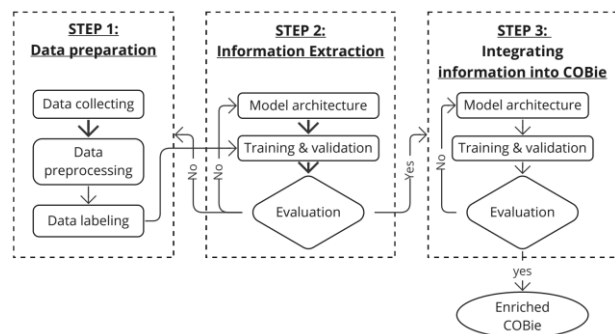 STEP 1:
Data preparation
Data collecting
Data
preprocessing
Data labeling
STEP 2:
Information Extraction
Model architecture
Training & validation
Evaluation
No
No
Yes
STEP 3:
Integrating
information into COBie
Model architecture
Training & validation
Evaluation
No
yes
Enriched
COBie